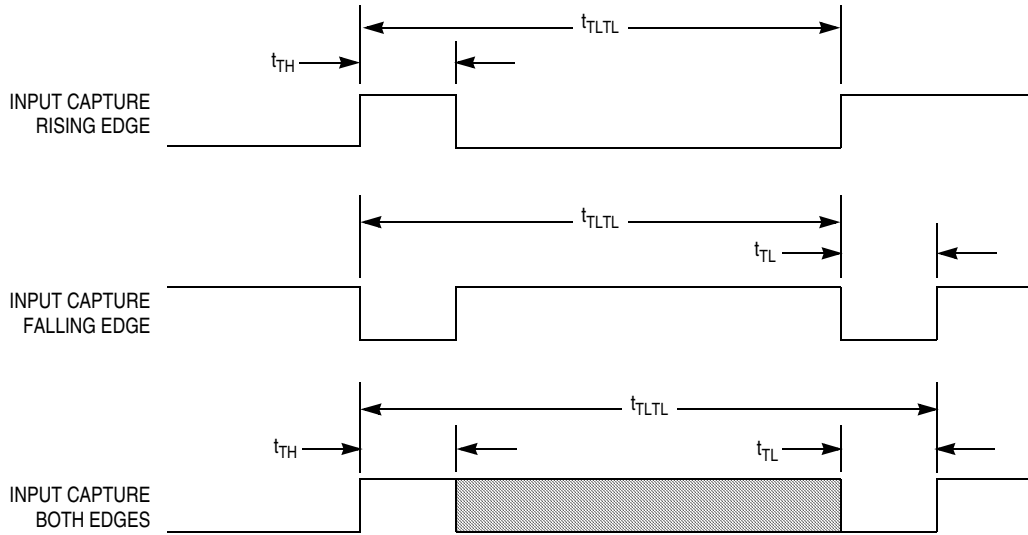 tTLTL
tTH
INPUT CAPTURE
RISING EDGE
tTLTL
tTL
INPUT CAPTURE
FALLING EDGE
tTLTL
tTH
tTL
INPUT CAPTURE
BOTH EDGES